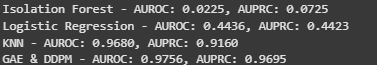 Isolation Forest - AUROC: 0.0225, AUPRC: 0.0725
Logistic Regression - AUROC: 0.4436, AUPRC: 0.4423
KNN - AUROC: 0.9680, AUPRC: 0.9160
GAE & DDPM - AUROC: 0.9756, AUPRC: 0.9695